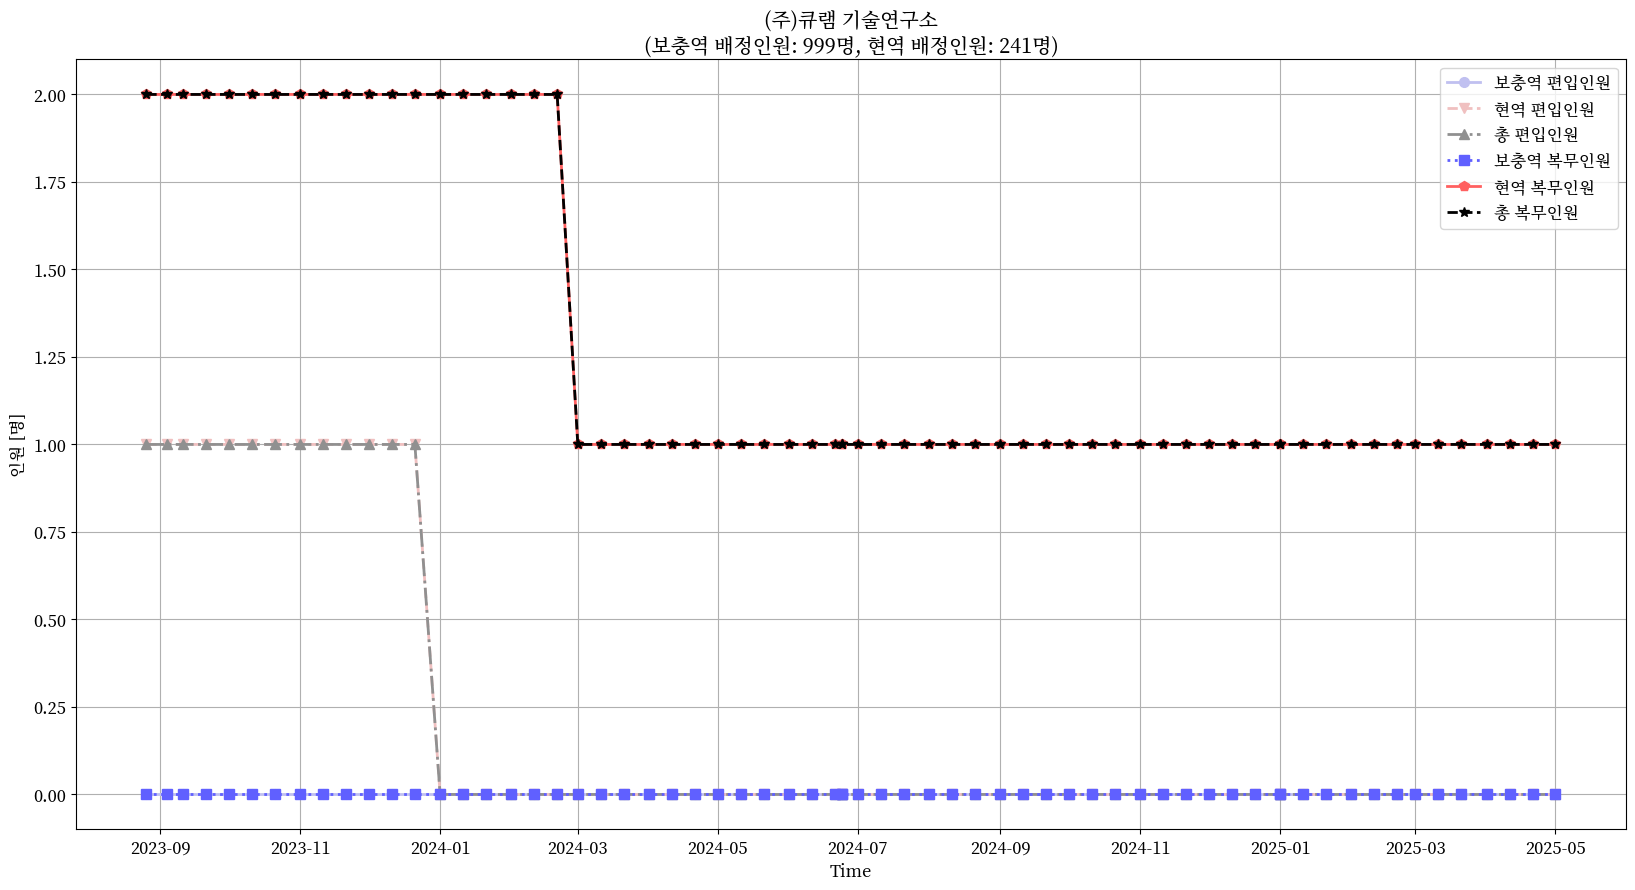 (주)큐램 기술연구소
(보충역 배정인원: 999명, 현역 배정인원: 241명)
보충역 편입인원
현역 편입인원
총 편입인원
보충역 복무인원
현역 복무인원
총 복무인원
2.00
1.75
1.50
1.25
1.00
0.75
0.50
0.25
0.00
인원 [명]
2023-09 2023-11 2024-01 2024-03 2024-05 2024-07 2024-09 2024-11 2025-01 2025-03 2025-05
Time